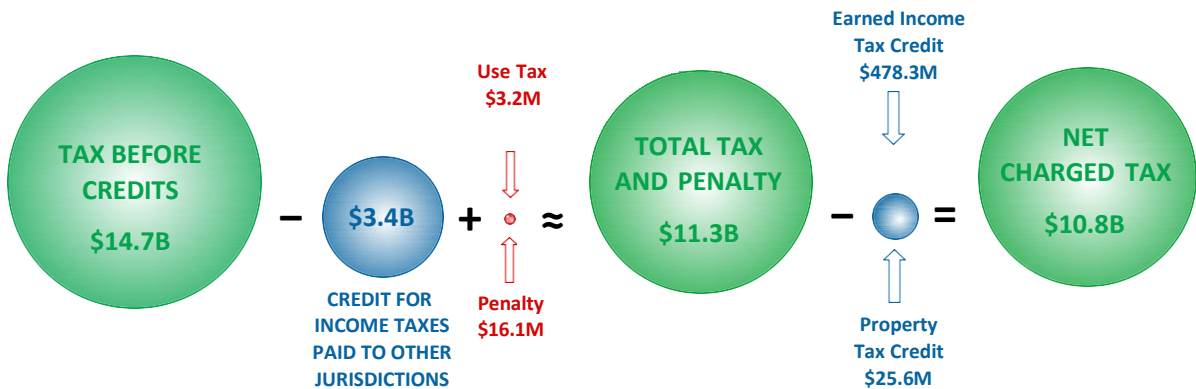 TAX BEFORE
CREDITS
$14.7B
–
$3.4B
CREDIT FOR
INCOME TAXES
PAID TO OTHER
JURISDICTIONS
+
Use Tax
$3.2M
Penalty
$16.1M
≈
TOTAL TAX
AND PENALTY
$11.3B
–
Earned Income
Tax Credit
$478.3M
Property
Tax Credit
$25.6M
=
NET
CHARGED TAX
$10.8B